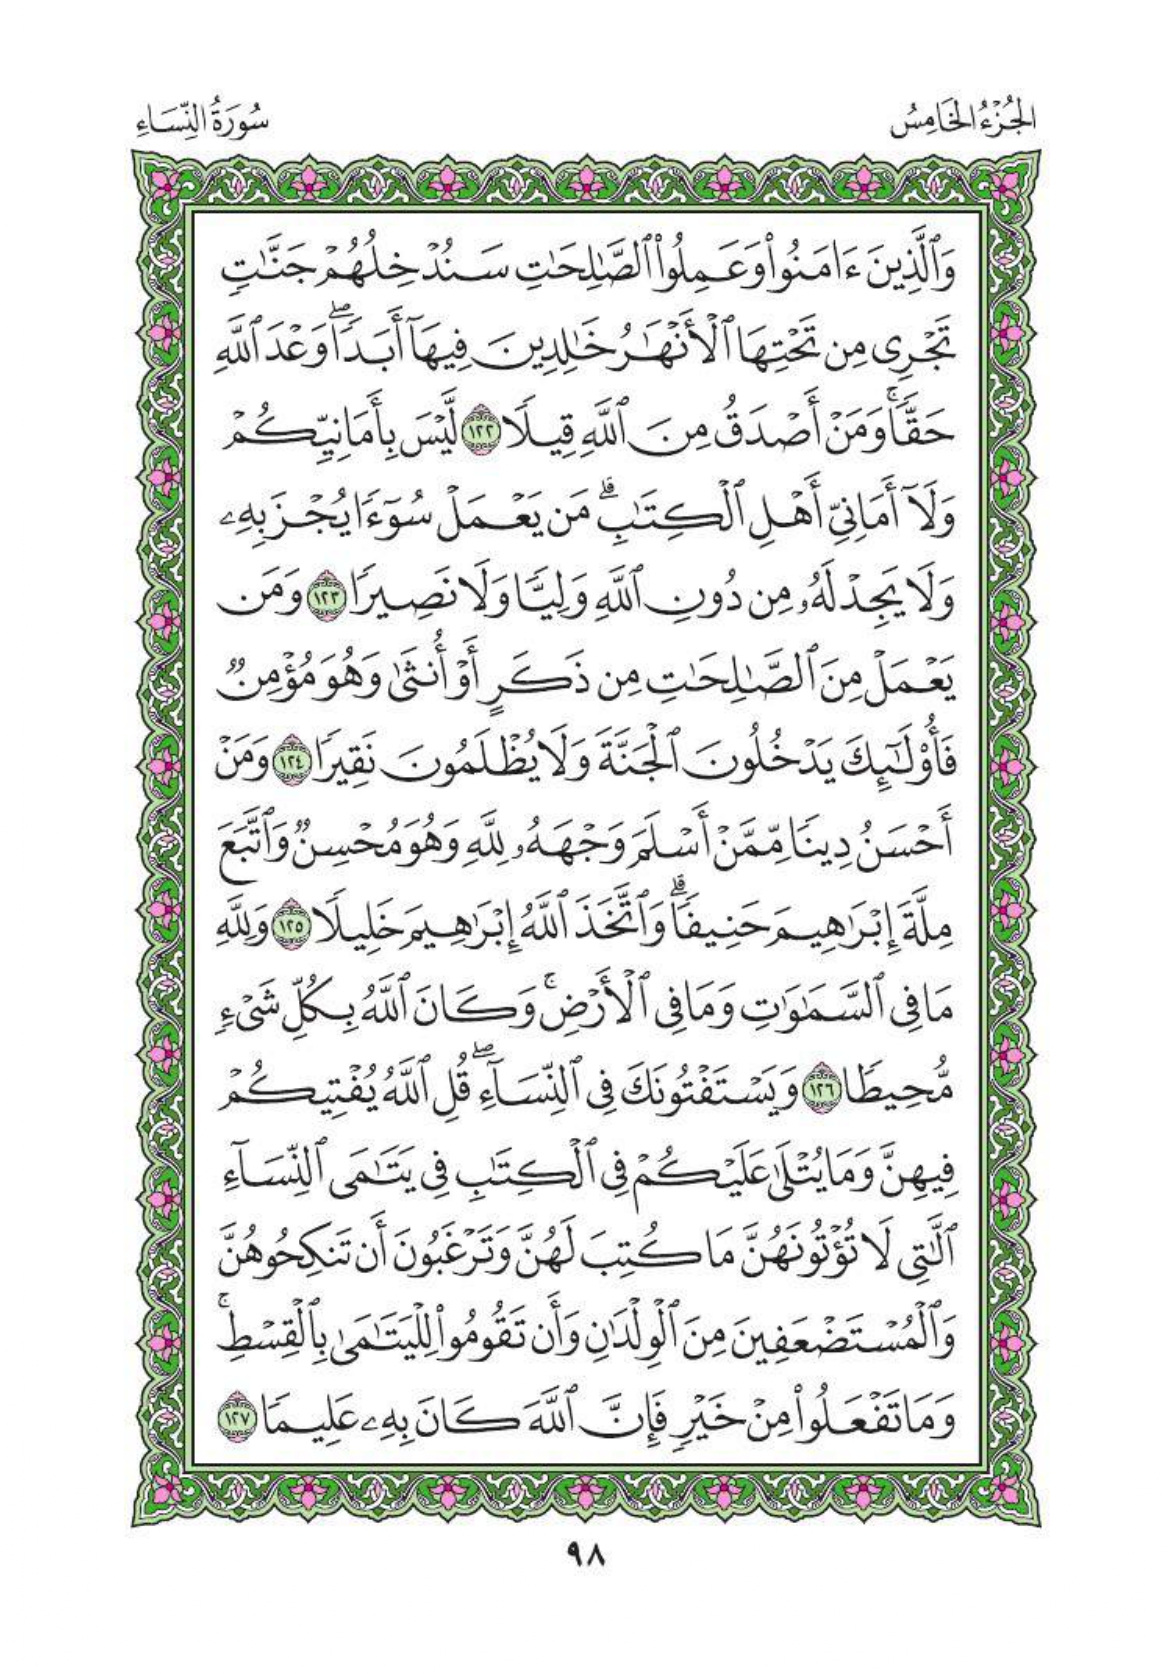 الجُزْءُ الخَامِسُ
سُورَةُ النِّسَاءِ
وَٱلَّذِينَ ءَامَنُوا۟ وَعَمِلُوا۟ ٱلصَّٰلِحَٰتِ سَنُدْخِلُهُمْ جَنَّٰتٍ
تَجْرِى مِن تَحْتِهَا ٱلْأَنْهَٰرُ خَٰلِدِينَ فِيهَآ أَبَدًا ۖ وَعْدَ ٱللَّهِ
حَقًّا ۚ وَمَنْ أَصْدَقُ مِنَ ٱللَّهِ قِيلًا ١٢٢ لَّيْسَ بِأَمَانِيِّكُمْ
وَلَآ أَمَانِىِّ أَهْلِ ٱلْكِتَٰبِ ۗ مَن يَعْمَلْ سُوٓءًا يُجْزَ بِهِۦ
وَلَا يَجِدْ لَهُۥ مِن دُونِ ٱللَّهِ وَلِيًّا وَلَا نَصِيرًا ١٢٣ وَمَن
يَعْمَلْ مِنَ ٱلصَّٰلِحَٰتِ مِن ذَكَرٍ أَوْ أُنثَىٰ وَهُوَ مُؤْمِنٌ
فَأُو۟لَٰٓئِكَ يَدْخُلُونَ ٱلْجَنَّةَ وَلَا يُظْلَمُونَ نَقِيرًا ١٢٤ وَمَنْ
أَحْسَنُ دِينًا مِّمَّنْ أَسْلَمَ وَجْهَهُۥ لِلَّهِ وَهُوَ مُحْسِنٌ وَٱتَّبَعَ
مِلَّةَ إِبْرَٰهِيمَ حَنِيفًا ۗ وَٱتَّخَذَ ٱللَّهُ إِبْرَٰهِيمَ خَلِيلًا ١٢٥ وَلِلَّهِ
مَا فِى ٱلسَّمَٰوَٰتِ وَمَا فِى ٱلْأَرْضِ ۚ وَكَانَ ٱللَّهُ بِكُلِّ شَىْءٍ
مُّحِيطًا ١٢٦ وَيَسْتَفْتُونَكَ فِى ٱلنِّسَآءِ ۖ قُلِ ٱللَّهُ يُفْتِيكُمْ
فِيهِنَّ وَمَا يُتْلَىٰ عَلَيْكُمْ فِى ٱلْكِتَٰبِ فِى يَتَٰمَى ٱلنِّسَآءِ
ٱلَّٰتِى لَا تُؤْتُونَهُنَّ مَا كُتِبَ لَهُنَّ وَتَرْغَبُونَ أَن تَنكِحُوهُنَّ
وَٱلْمُسْتَضْعَفِينَ مِنَ ٱلْوِلْدَٰنِ وَأَن تَقُومُوا۟ لِلْيَتَٰمَىٰ بِٱلْقِسْطِ ۚ
وَمَا تَفْعَلُوا۟ مِنْ خَيْرٍ فَإِنَّ ٱللَّهَ كَانَ بِهِۦ عَلِيمًا ١٢٧
٩٨